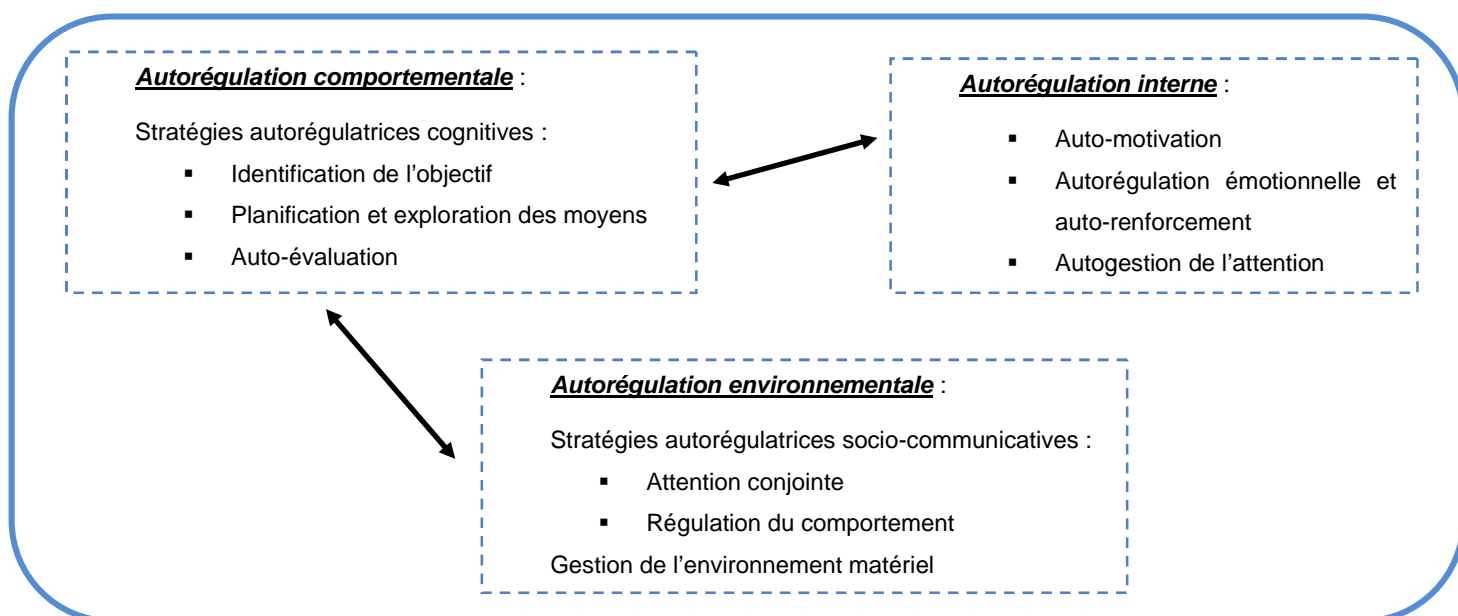 Autorégulation comportementale :
Stratégies autorégulatrices cognitives :
▪ Identification de l’objectif
▪ Planification et exploration des moyens
▪ Auto-évaluation
Autorégulation interne :
▪ Auto-motivation
▪ Autorégulation émotionnelle et
auto-renforcement
▪ Autogestion de l’attention
Autorégulation environnementale :
Stratégies autorégulatrices socio-communicatives :
▪ Attention conjointe
▪ Régulation du comportement
Gestion de l’environnement matériel